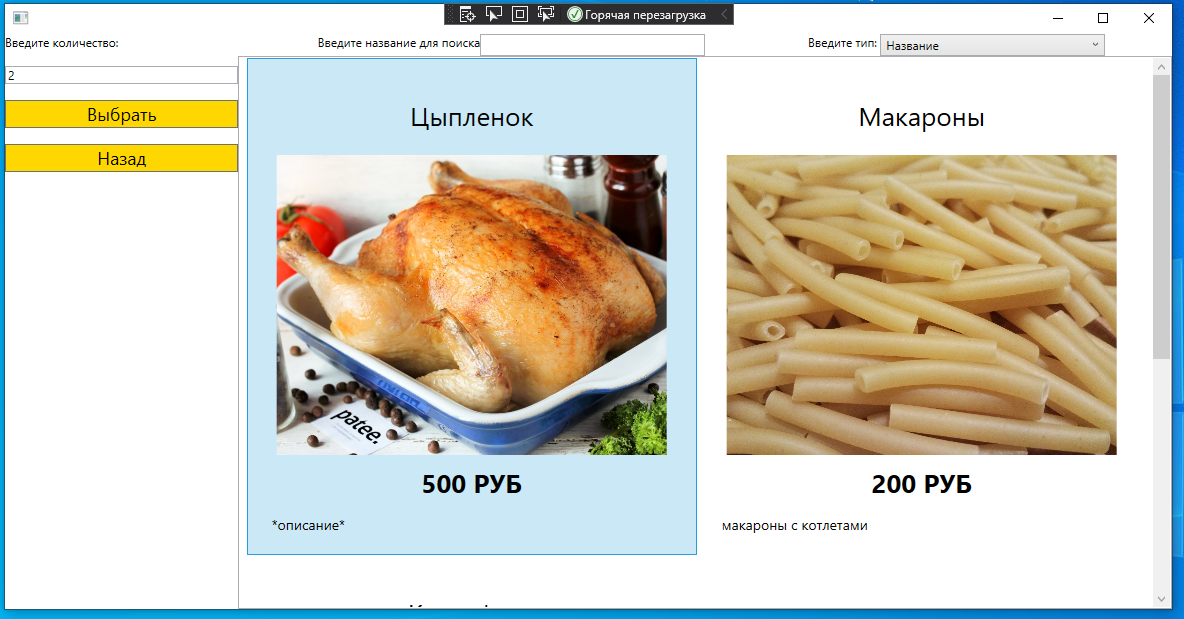 Горячая перезагрузка
Введите количество:
Введите название для поиска
Введите тип:
Название
2
Выбрать
Назад
Цыпленок
Макароны
patee.
500 РУБ
200 РУБ
*описание*
макароны с котлетами